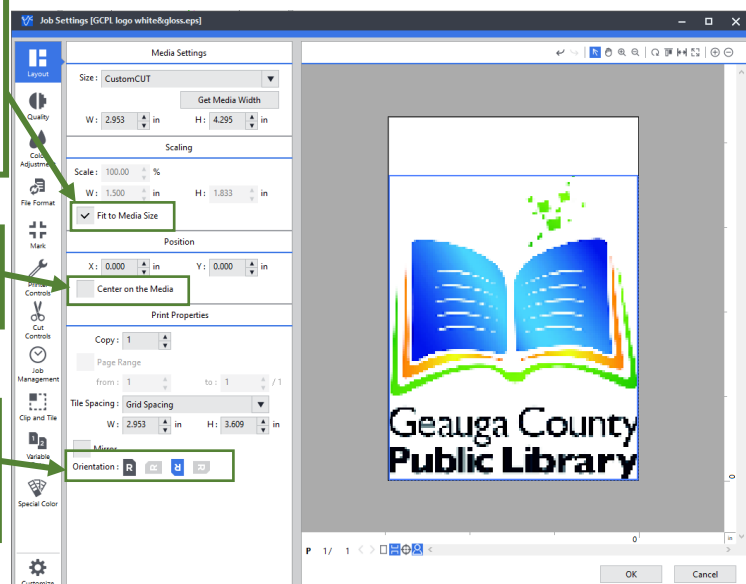 Job Settings [GCPL logo white&gloss.eps]
Layout
Quality
Color
Adjustment
File Format
Mark
Printer
Controls
Cut
Controls
Job
Management
Clip and Tile
Variable
Special Color
Customize
Media Settings
Size : CustomCUT
Get Media Width
W : 2.953 in H : 4.295 in
Scaling
Scale : 100.00 %
W : 1.500 in H : 1.833 in
Fit to Media Size
Position
X : 0.000 in Y : 0.000 in
Center on the Media
Print Properties
Copy : 1
Page Range
from : 1 to : 1 / 1
Tile Spacing : Grid Spacing
W : 2.953 in H : 3.609 in
Mirror
Orientation : R R R R
Geauga County
Public Library
0
0 in
P 1/ 1
OK Cancel